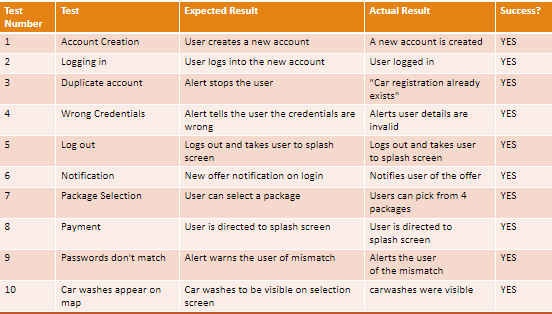 Test Number Test Expected Result Actual Result Success?
1 Account Creation User creates a new account A new account is created YES
2 Logging in User logs into the new account User logged in YES
3 Duplicate account Alert stops the user "Car registration already exists" YES
4 Wrong Credentials Alert tells the user the credentials are wrong Alerts user details are invalid YES
5 Log out Logs out and takes user to splash screen Logs out and takes user to splash screen YES
6 Notification New offer notification on login Notifies user of the offer YES
7 Package Selection User can select a package Users can pick from 4 packages YES
8 Payment User is directed to splash screen User is directed to splash screen YES
9 Passwords don't match Alert warns the user of mismatch Alerts the user of the mismatch YES
10 Car washes appear on map Car washes to be visible on selection screen carwashes were visible YES